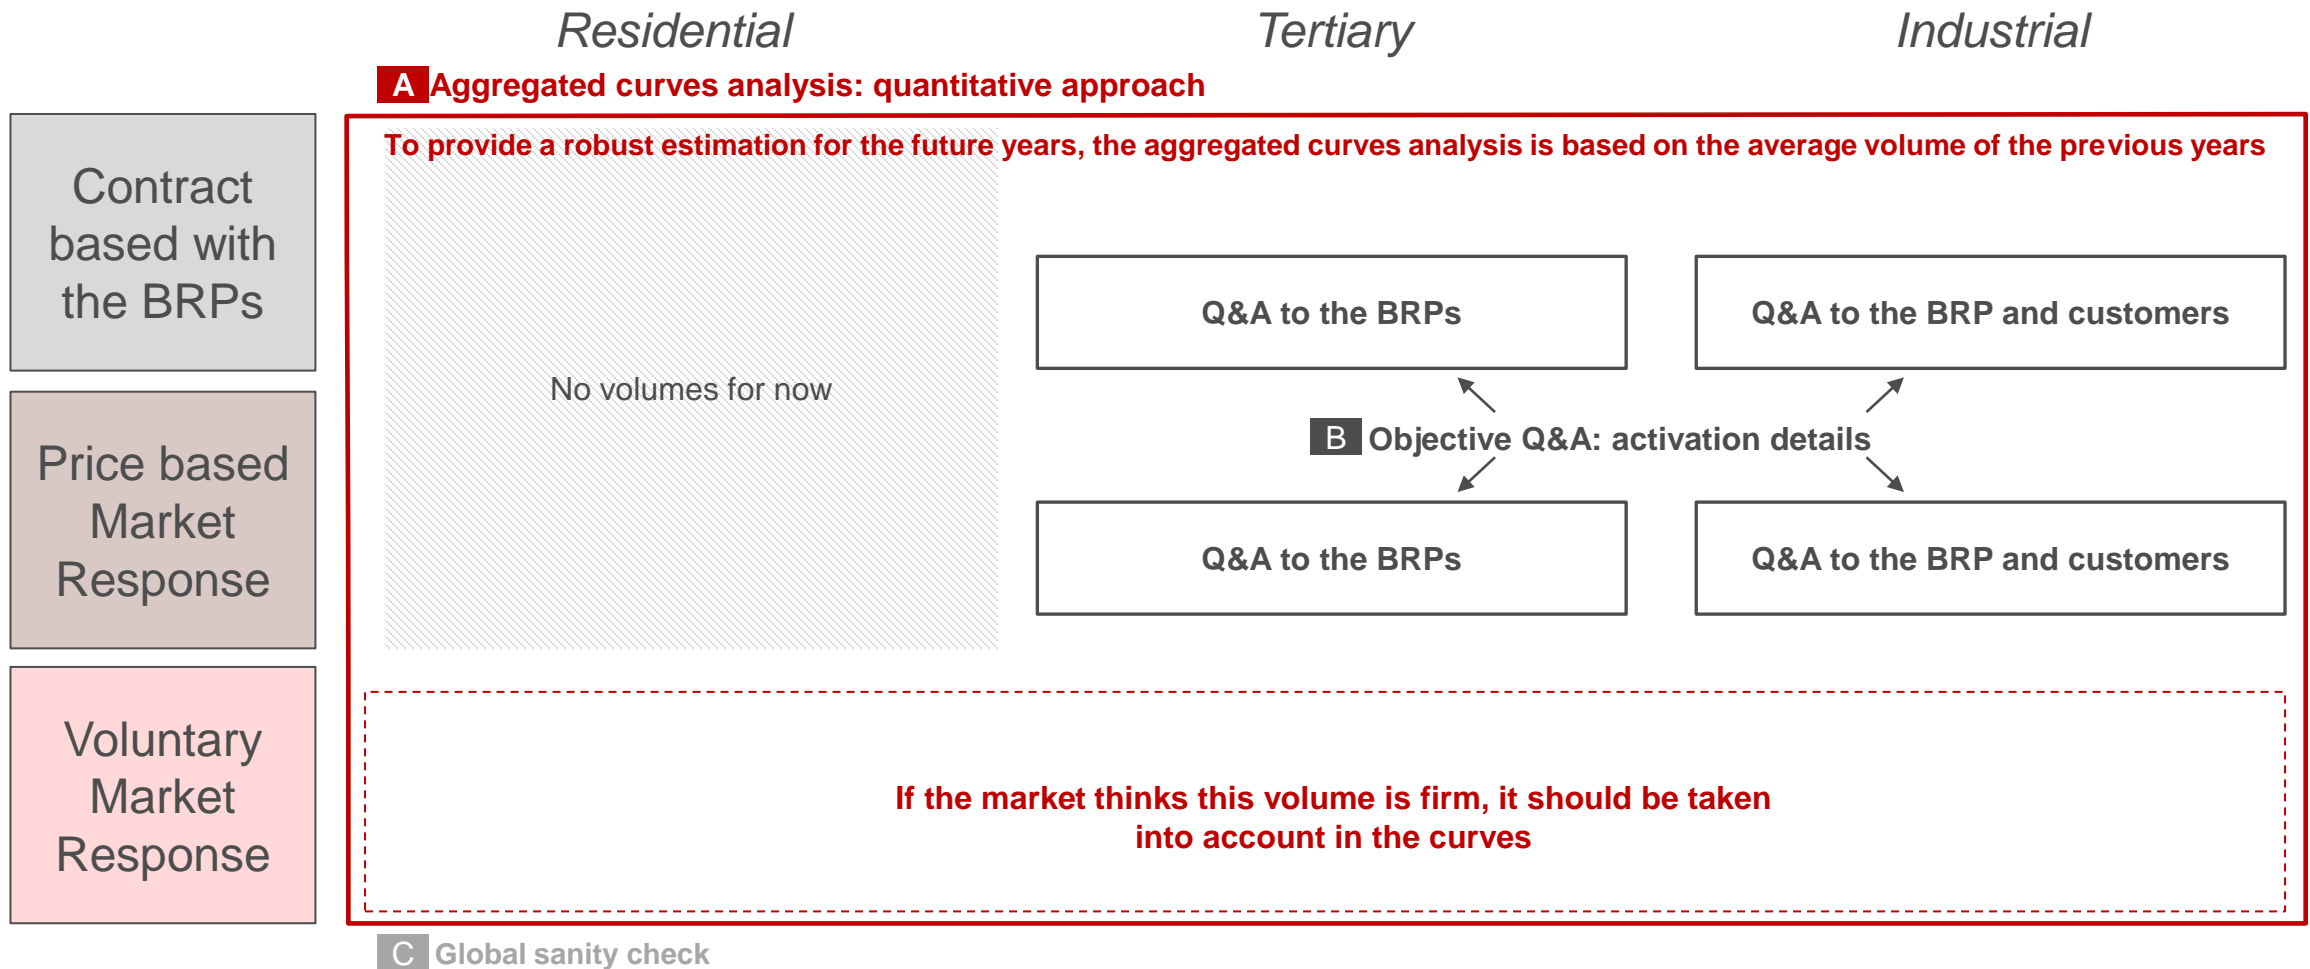 Residential
Tertiary
Industrial
A Aggregated curves analysis: quantitative approach
To provide a robust estimation for the future years, the aggregated curves analysis is based on the average volume of the previous years
Contract
based with
the BRPs
Q&A to the BRPs
Q&A to the BRP and customers
No volumes for now
B Objective Q&A: activation details
Price based
Market
Response
Q&A to the BRPs
Q&A to the BRP and customers
Voluntary
Market
Response
If the market thinks this volume is firm, it should be taken
into account in the curves
C Global sanity check